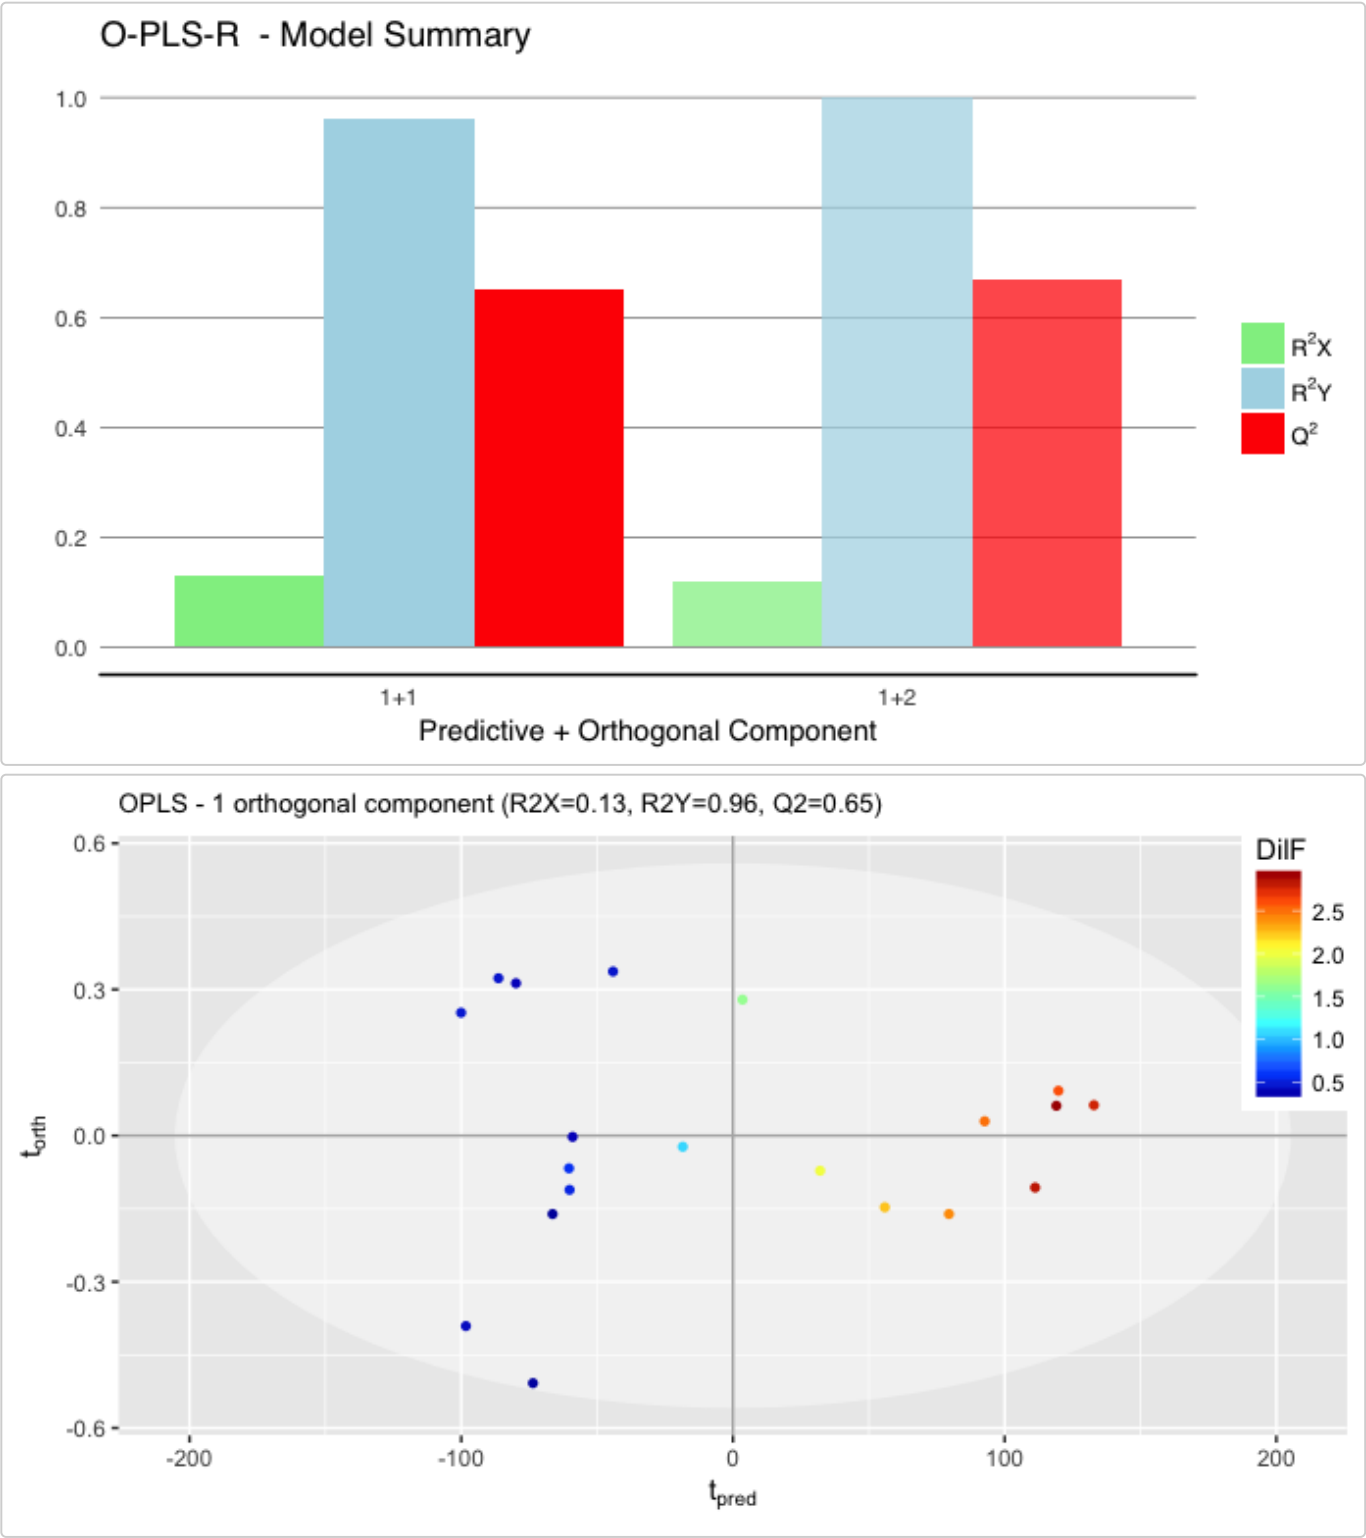 O-PLS-R - Model Summary
1.0
0.8
0.6
0.4
0.2
0.0
R²X
R²Y
Q²
1+1 1+2
Predictive + Orthogonal Component
OPLS - 1 orthogonal component (R2X=0.13, R2Y=0.96, Q2=0.65)
0.6
0.3
0.0
-0.3
-0.6
t_orth
DilF
2.5
2.0
1.5
1.0
0.5
-200 -100 0 100 200
t_pred